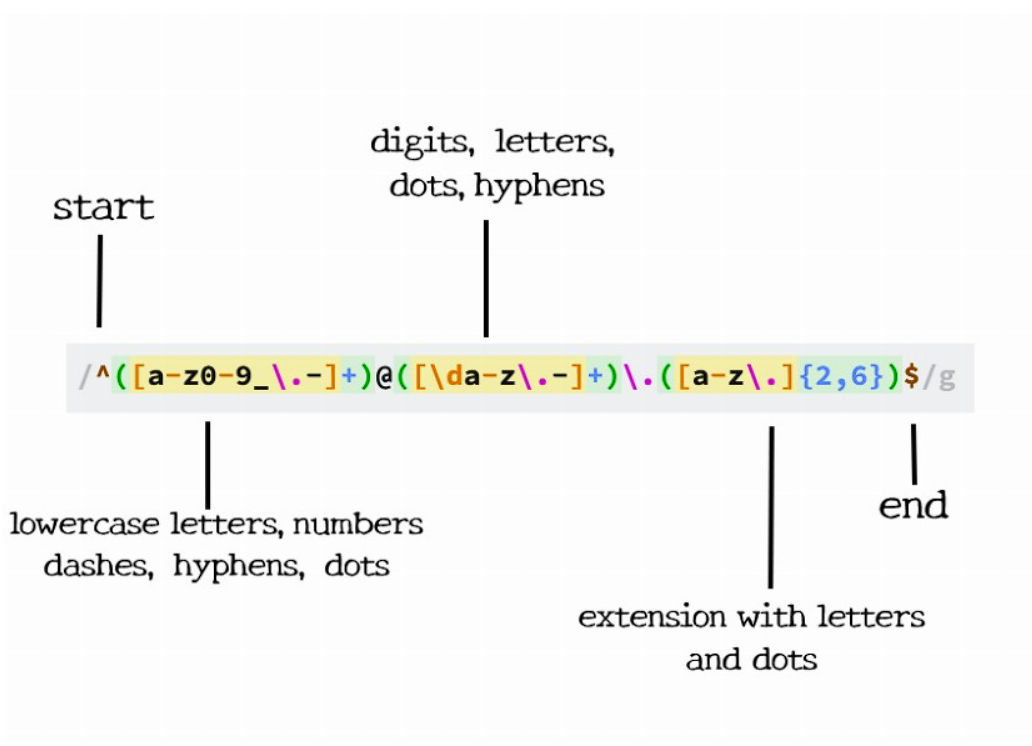 digits, letters,
dots, hyphens
start
/^([a-z0-9_\.-]+)@([\da-z\.-]+)\.([a-z\.]{2,6})$/g
lowercase letters, numbers
dashes, hyphens, dots
end
extension with letters
and dots